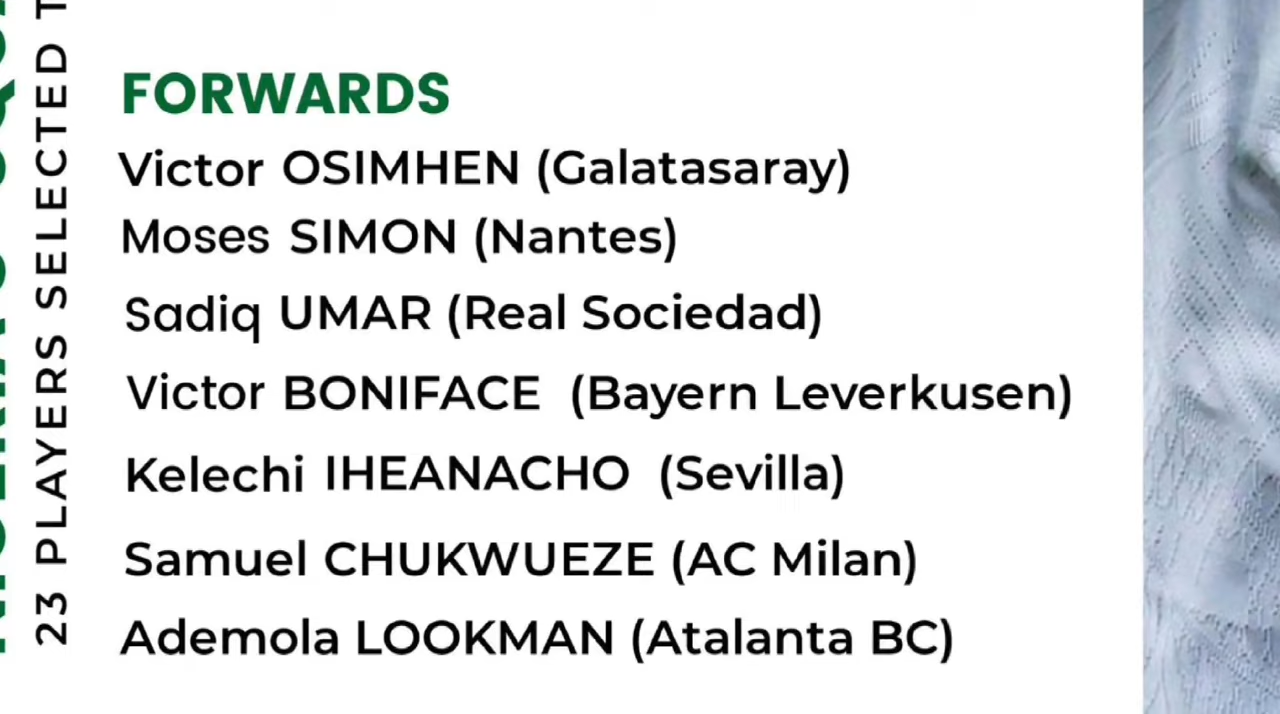 23 PLAYERS SELECTED
FORWARDS
Victor OSIMHEN (Galatasaray)
Moses SIMON (Nantes)
Sadiq UMAR (Real Sociedad)
Victor BONIFACE (Bayern Leverkusen)
Kelechi IHEANACHO (Sevilla)
Samuel CHUKWUEZE (AC Milan)
Ademola LOOKMAN (Atalanta BC)